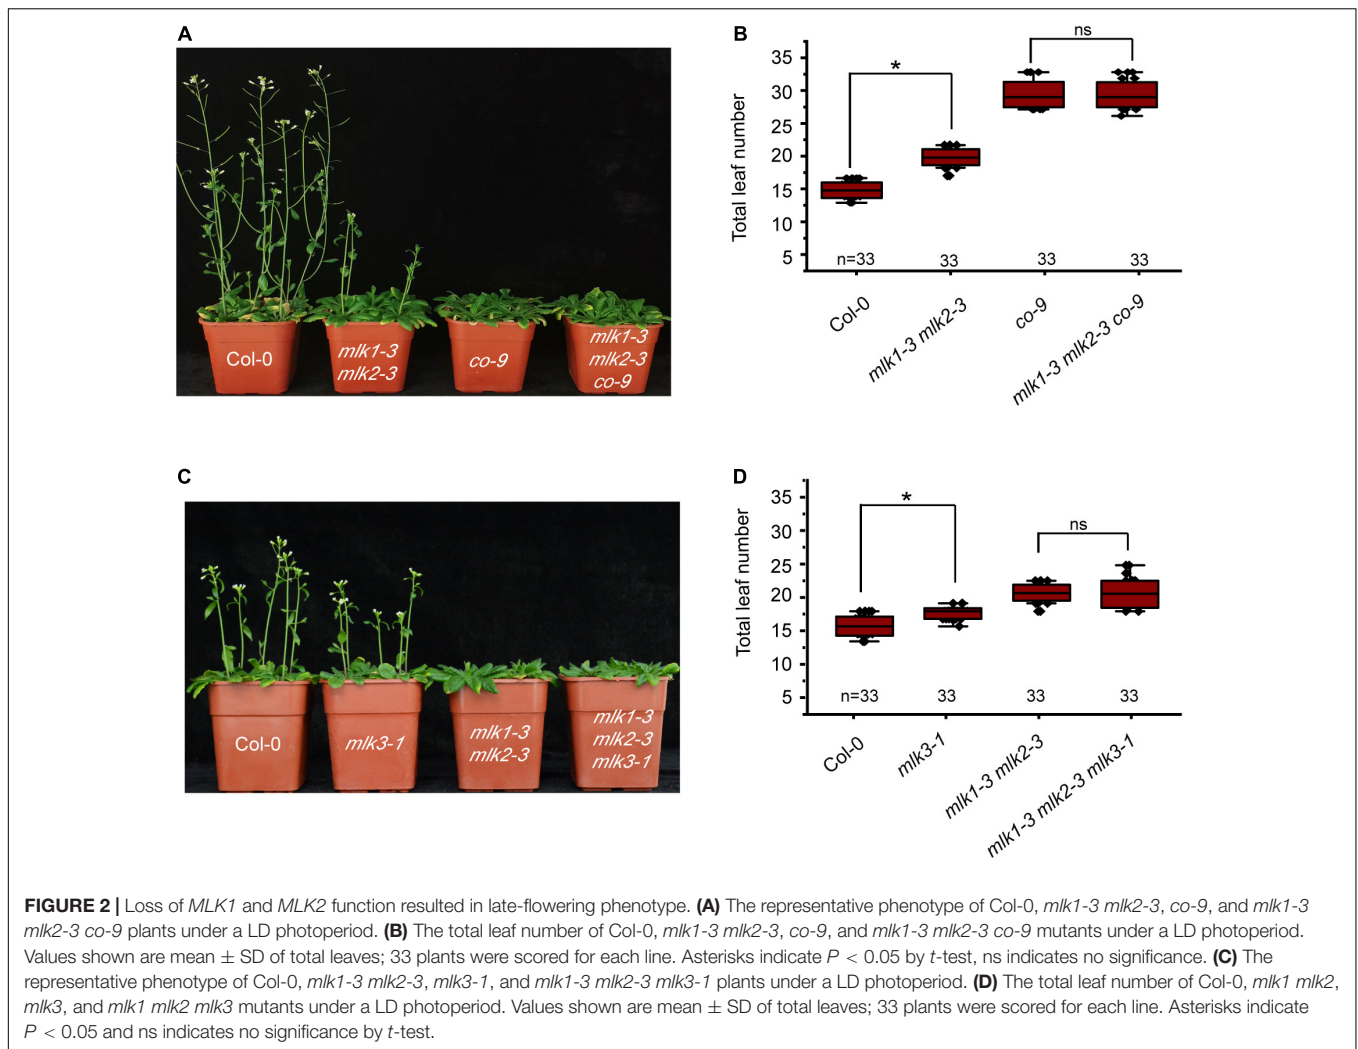 A
Col-0
mlk1-3
mlk2-3
co-9
mlk1-3
mlk2-3
co-9
B
Total leaf number
35
30
25
20
15
10
5
*
ns
n=33
33
33
33
Col-0
mlk1-3 mlk2-3
co-9
mlk1-3 mlk2-3 co-9
C
Col-0
mlk3-1
mlk1-3
mlk2-3
mlk1-3
mlk2-3
mlk3-1
D
Total leaf number
35
30
25
20
15
10
5
*
ns
n=33
33
33
33
Col-0
mlk3-1
mlk1-3 mlk2-3
mlk1-3 mlk2-3 mlk3-1
FIGURE 2 | Loss of MLK1 and MLK2 function resulted in late-flowering phenotype. (A) The representative phenotype of Col-0, mlk1-3 mlk2-3, co-9, and mlk1-3
mlk2-3 co-9 plants under a LD photoperiod. (B) The total leaf number of Col-0, mlk1-3 mlk2-3, co-9, and mlk1-3 mlk2-3 co-9 mutants under a LD photoperiod.
Values shown are mean ± SD of total leaves; 33 plants were scored for each line. Asterisks indicate P < 0.05 by t-test, ns indicates no significance. (C) The
representative phenotype of Col-0, mlk1-3 mlk2-3, mlk3-1, and mlk1-3 mlk2-3 mlk3-1 plants under a LD photoperiod. (D) The total leaf number of Col-0, mlk1 mlk2,
mlk3, and mlk1 mlk2 mlk3 mutants under a LD photoperiod. Values shown are mean ± SD of total leaves; 33 plants were scored for each line. Asterisks indicate
P < 0.05 and ns indicates no significance by t-test.